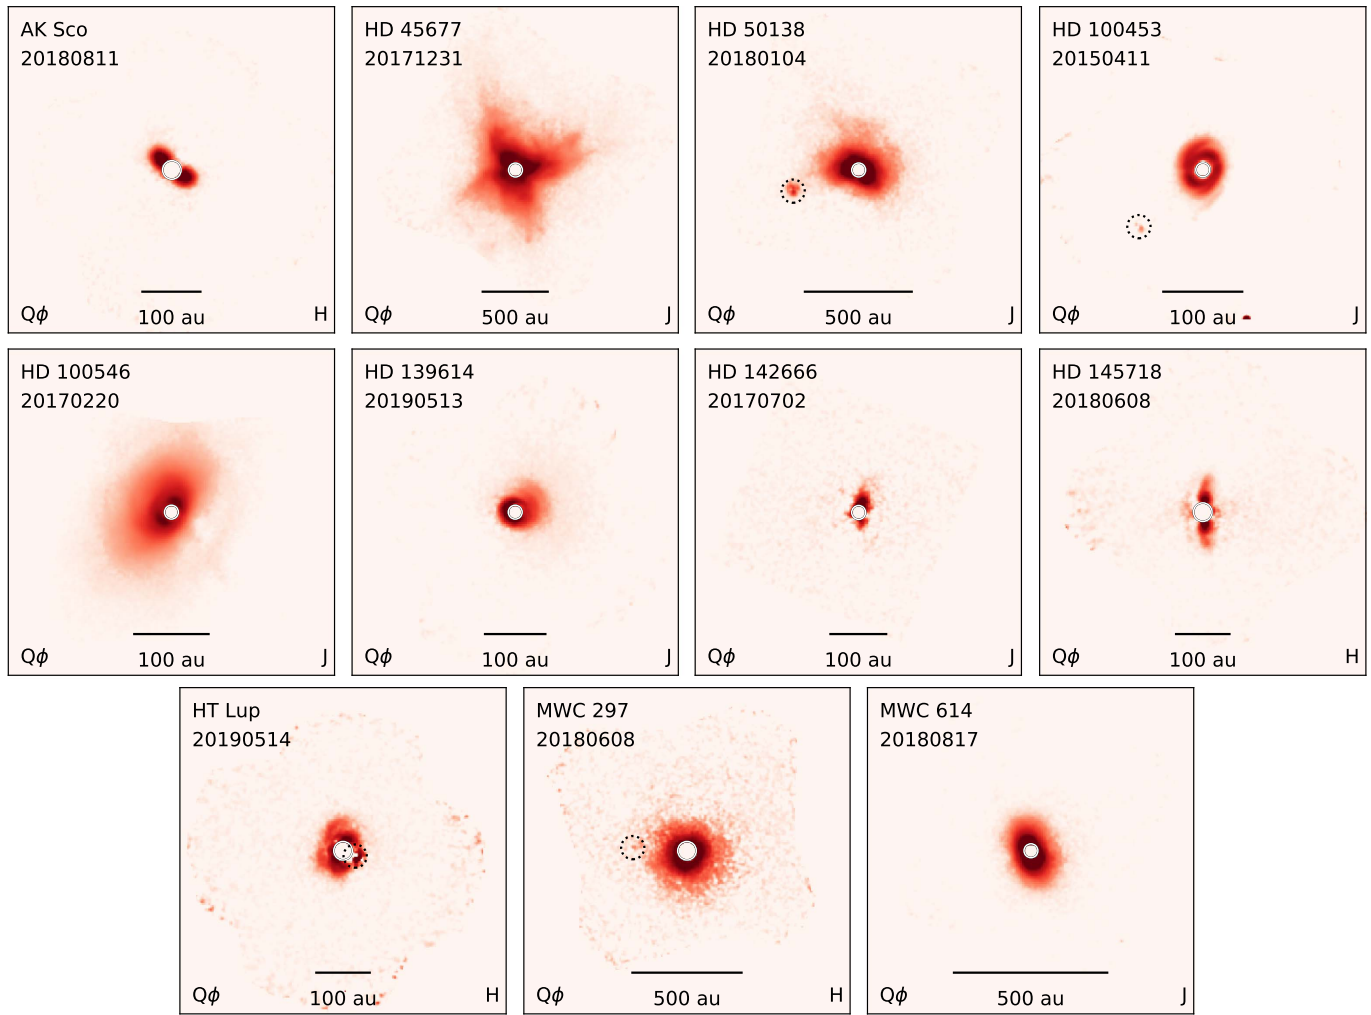 AK Sco
20180811
100 au
Qϕ
H
HD 45677
20171231
500 au
Qϕ
J
HD 50138
20180104
500 au
Qϕ
J
HD 100453
20150411
100 au
Qϕ
J
HD 100546
20170220
100 au
Qϕ
J
HD 139614
20190513
100 au
Qϕ
J
HD 142666
20170702
100 au
Qϕ
J
HD 145718
20180608
100 au
Qϕ
H
HT Lup
20190514
100 au
Qϕ
H
MWC 297
20180608
500 au
Qϕ
H
MWC 614
20180817
500 au
Qϕ
J